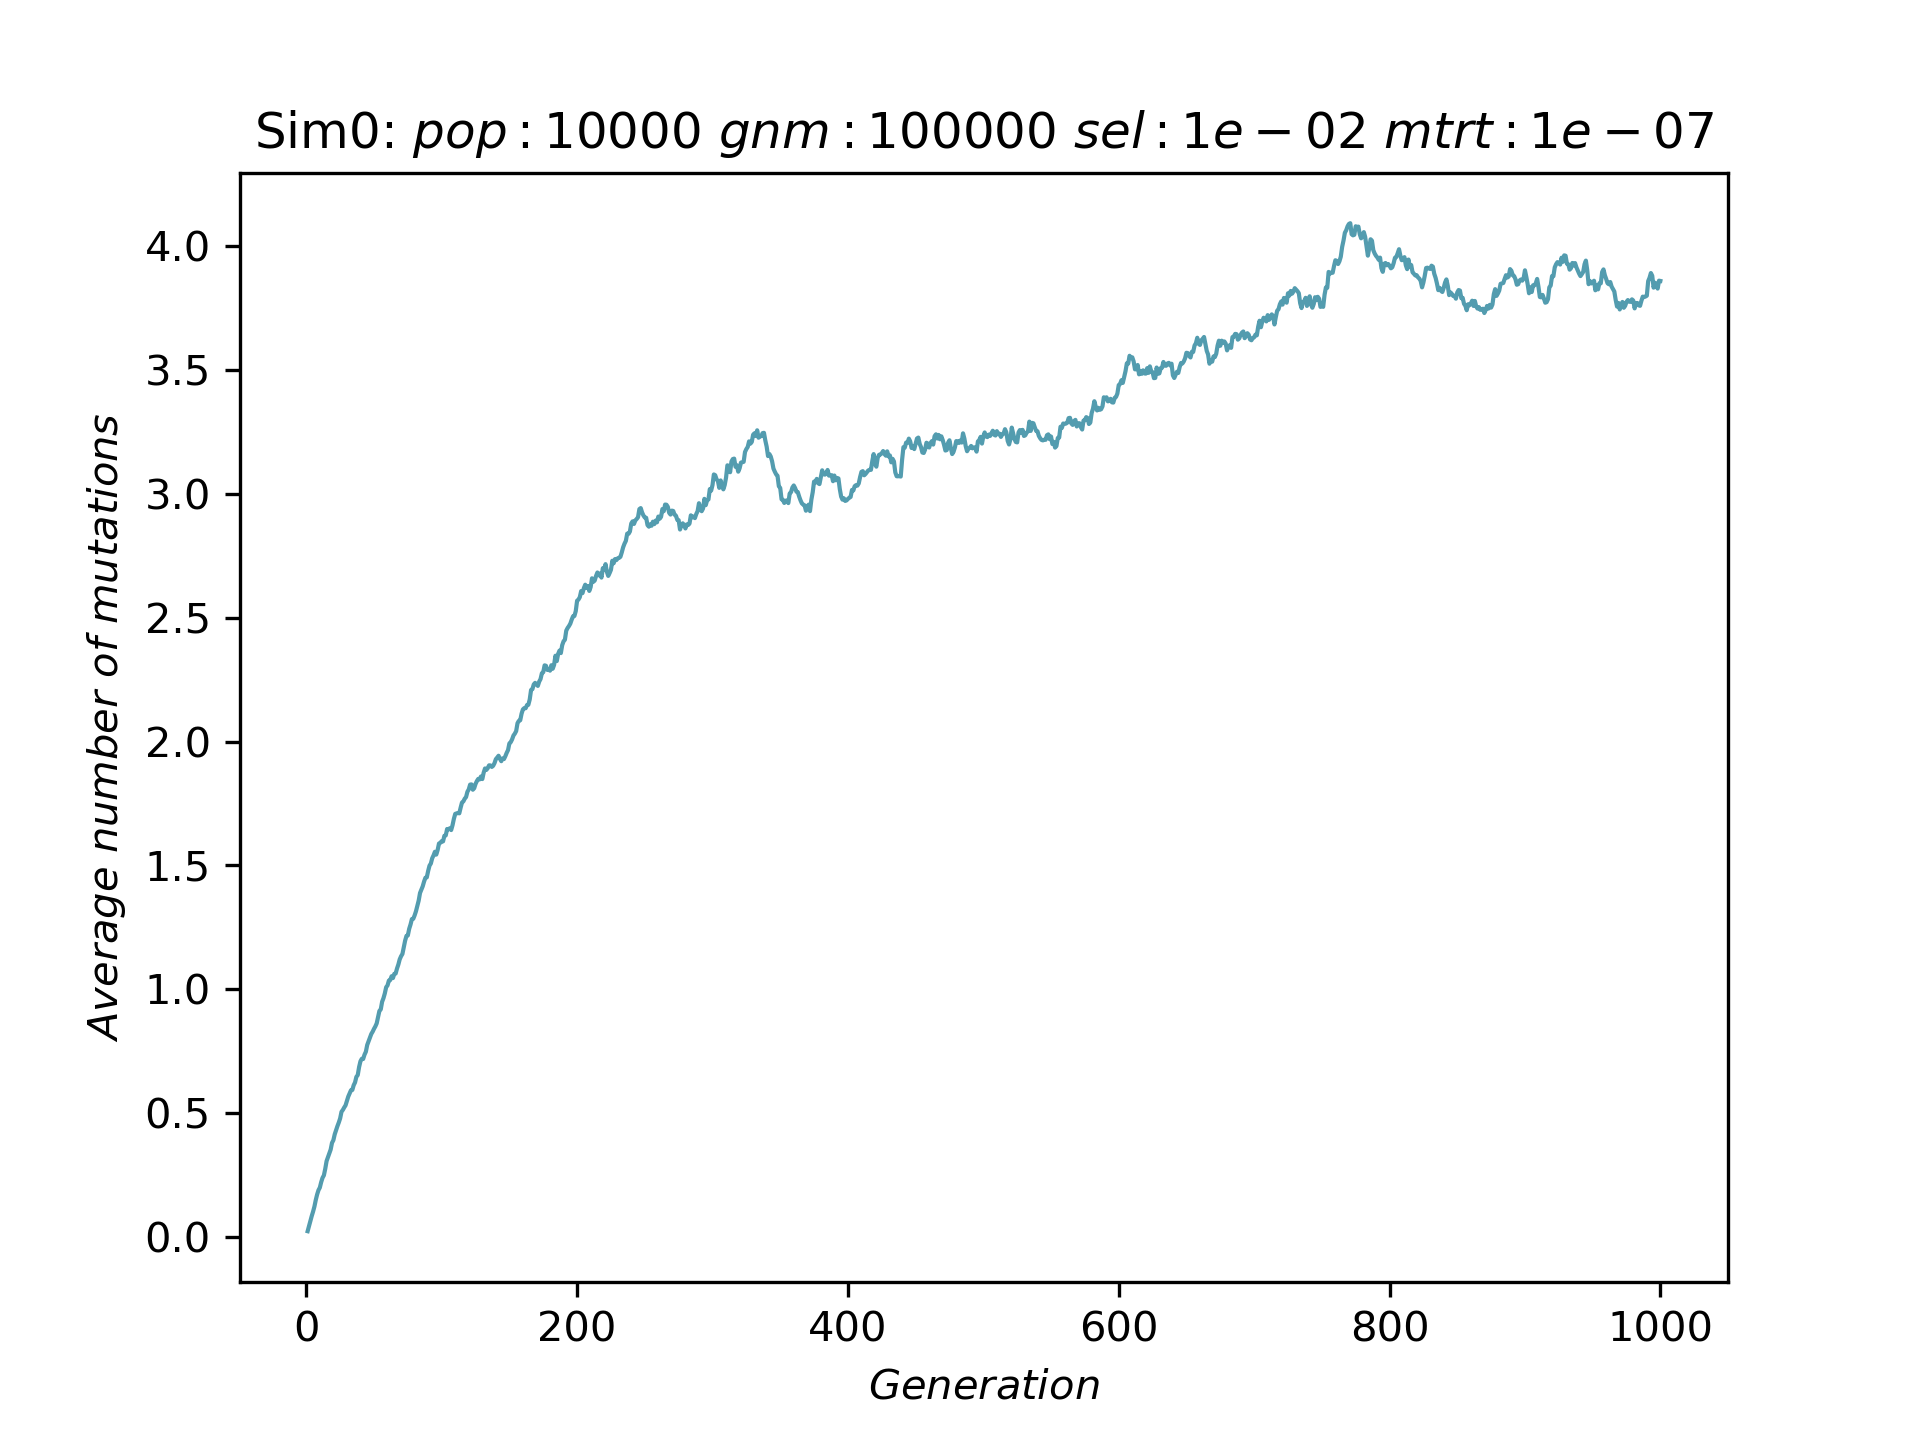 Sim0: pop : 10000 gnm : 100000 sel : 1e − 02 mtrt : 1e − 07
Average number of mutations
4.0
3.5
3.0
2.5
2.0
1.5
1.0
0.5
0.0
0 200 400 600 800 1000
Generation